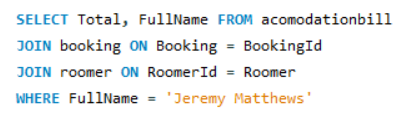 SELECT Total, FullName FROM acomodationbill
JOIN booking ON Booking = BookingId
JOIN roomer ON RoomerId = Roomer
WHERE FullName = 'Jeremy Matthews'